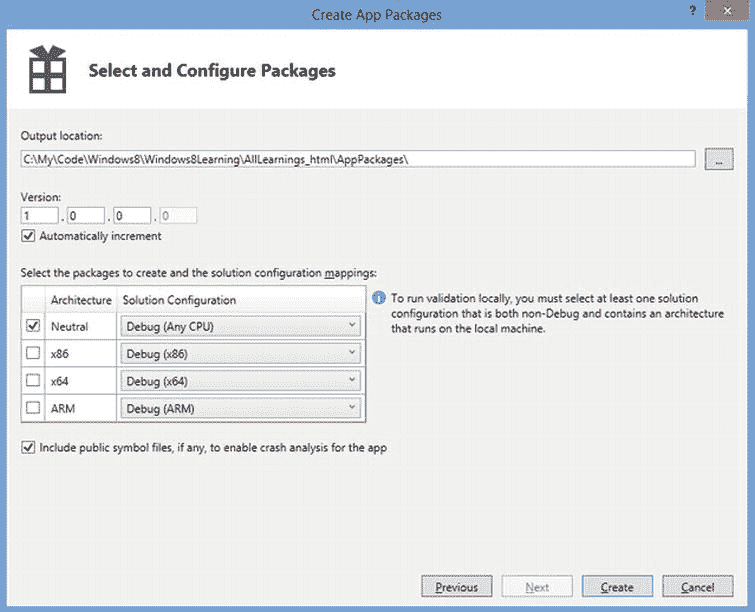 Create App Packages
?
Select and Configure Packages
Output location:
C:\My\Code\Windows8\Windows8Learning\AllLearnings_html\AppPackages\
...
Version:
1 . 0 . 0 . 0
Automatically increment
Select the packages to create and the solution configuration mappings:
Architecture Solution Configuration
Neutral Debug (Any CPU)
x86 Debug (x86)
x64 Debug (x64)
ARM Debug (ARM)
To run validation locally, you must select at least one solution
configuration that is both non-Debug and contains an architecture
that runs on the local machine.
Include public symbol files, if any, to enable crash analysis for the app
Previous Next Create Cancel